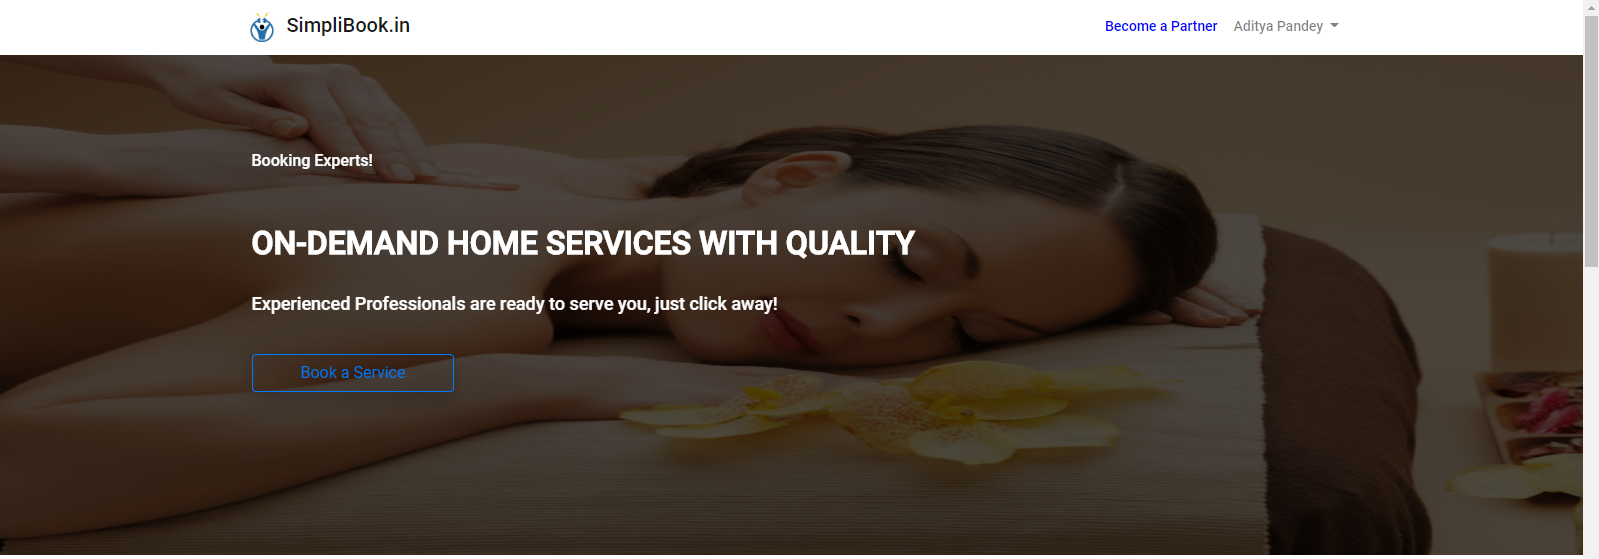 SimpliBook.in
Become a Partner
Aditya Pandey
Booking Experts!
ON-DEMAND HOME SERVICES WITH QUALITY
Experienced Professionals are ready to serve you, just click away!
Book a Service